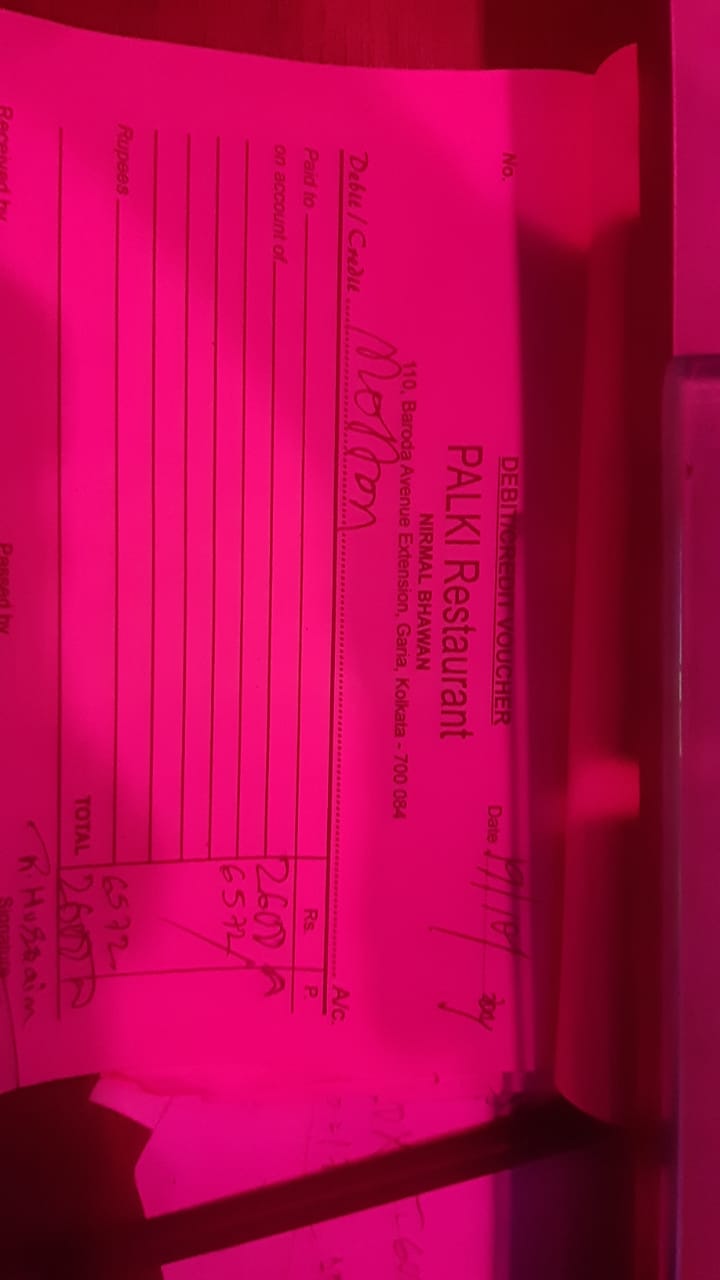 DEBIT/CREDIT VOUCHER
No. Date 19/10/
PALKI Restaurant
NIRMAL BHAWAN
110, Baroda Avenue Extension, Garia, Kolkata - 700 084
Debit / Credit A/c.
Paid to Rs. P.
on account of 2600
6572
Rupees 6572
TOTAL 2600
R Hussain
Received by Passed by Signature